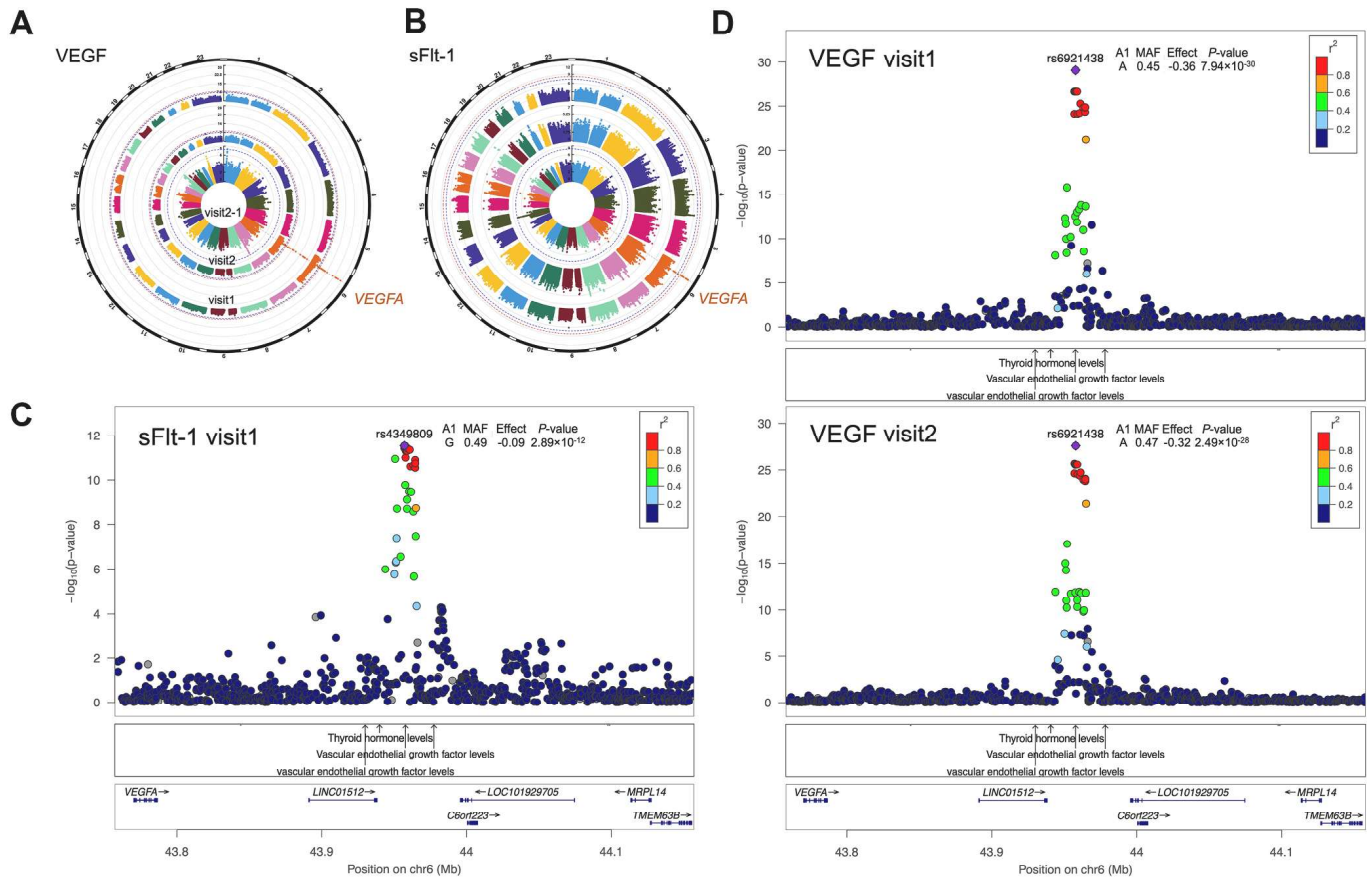 A
VEGF
visit2-1
visit2
visit1
VEGFA
B
sFlt-1
VEGFA
C
sFlt-1 visit1
rs4349809
A1 MAF Effect P-value
G 0.49 -0.09 2.89×10-12
r2
0.8
0.6
0.4
0.2
12
10
8
6
4
2
0
−log10(p−value)
Thyroid hormone levels
Vascular endothelial growth factor levels
vascular endothelial growth factor levels
VEGFA→
LINC01512→
←LOC101929705
←MRPL14
C6orf223→
TMEM63B→
43.8
43.9
44
44.1
Position on chr6 (Mb)
D
VEGF visit1
rs6921438
A1 MAF Effect P-value
A 0.45 -0.36 7.94×10-30
r2
0.8
0.6
0.4
0.2
30
25
20
15
10
5
0
−log10(p−value)
Thyroid hormone levels
Vascular endothelial growth factor levels
vascular endothelial growth factor levels
VEGF visit2
rs6921438
A1 MAF Effect P-value
A 0.47 -0.32 2.49×10-28
r2
0.8
0.6
0.4
0.2
30
25
20
15
10
5
0
−log10(p−value)
Thyroid hormone levels
Vascular endothelial growth factor levels
vascular endothelial growth factor levels
VEGFA→
LINC01512→
←LOC101929705
←MRPL14
C6orf223→
TMEM63B→
43.8
43.9
44
44.1
Position on chr6 (Mb)